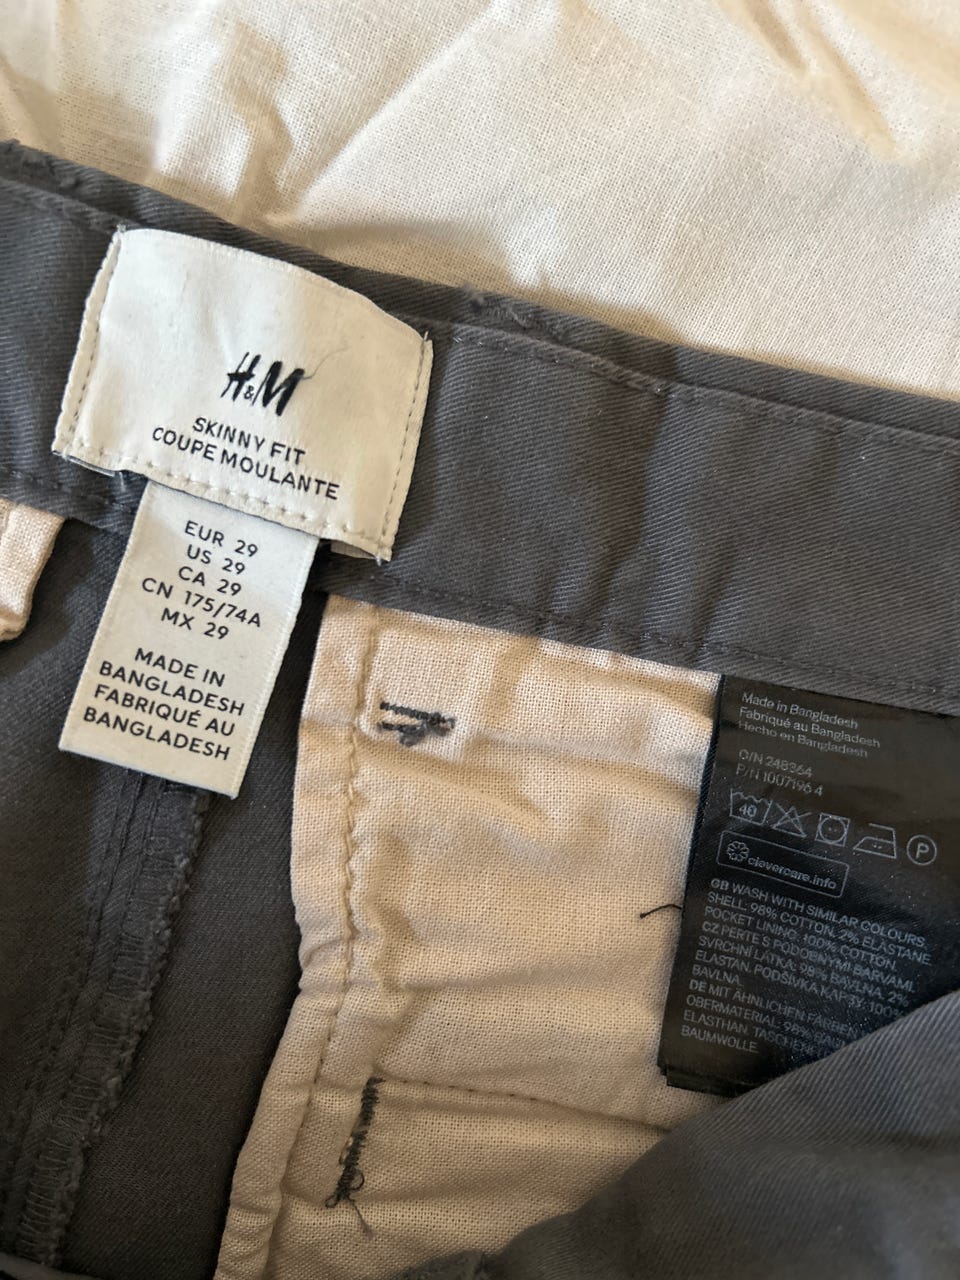 H&M
SKINNY FIT
COUPE MOULANTE
EUR 29
US 29
CA 29
CN 175/74A
MX 29
MADE IN
BANGLADESH
FABRIQUÉ AU
BANGLADESH
Made in Bangladesh
Fabriqué au Bangladesh
Hecho en Bangladesh
O/N 248364
P/N 1007196 4
40
P
clevercare.info
GB WASH WITH SIMILAR COLOURS.
SHELL: 98% COTTON. 2% ELASTANE.
POCKET LINING: 100% COTTON.
CZ PERTE S PODOBNÝMI BARVAMI.
SVRCHNÍ LÁTKA: 98% BAVLNA. 2%
ELASTAN. PODŠÍVKA KAPSY: 100%
BAVLNA.
DE MIT ÄHNLICHEN FARBEN
OBERMATERIAL: 98%
ELASTHAN.
BAUMWOLLE.